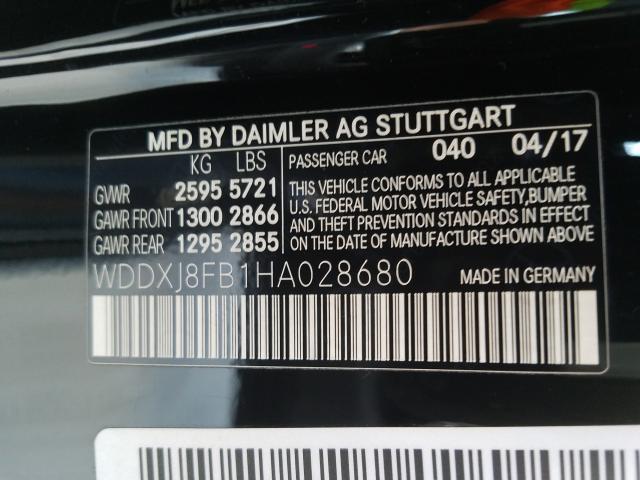 MFD BY DAIMLER AG STUTTGART
KG LBS
GVWR 2595 5721
GAWR FRONT 1300 2866
GAWR REAR 1295 2855
PASSENGER CAR 040 04/17
THIS VEHICLE CONFORMS TO ALL APPLICABLE
U.S. FEDERAL MOTOR VEHICLE SAFETY, BUMPER
AND THEFT PREVENTION STANDARDS IN EFFECT
ON THE DATE OF MANUFACTURE SHOWN ABOVE.
WDDXJ8FB1HA028680 MADE IN GERMANY